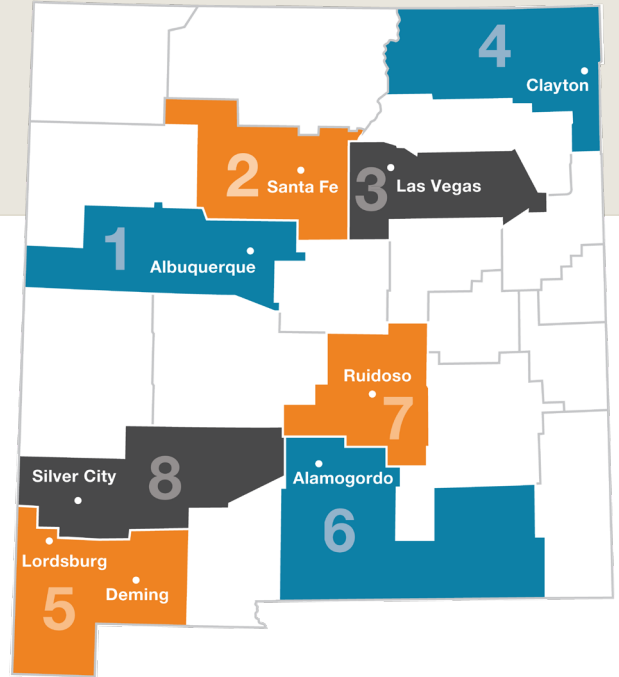 4
Clayton
2
Santa Fe
3
Las Vegas
1
Albuquerque
Ruidoso
7
Silver City
8
Alamogordo
6
Lordsburg
5
Deming